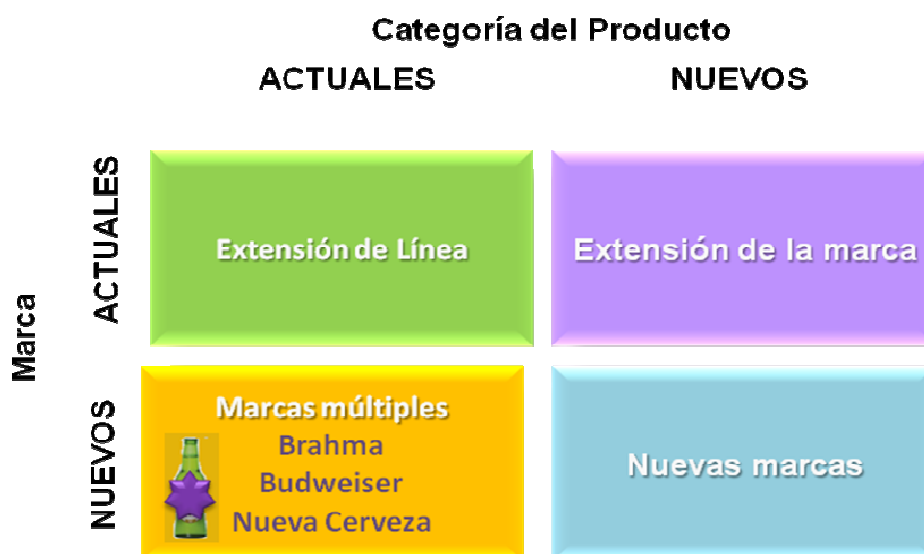 Categoría del Producto
ACTUALES
NUEVOS
Marca
ACTUALES
Extensión de Línea
Extensión de la marca
NUEVOS
Marcas múltiples
Brahma
Budweiser
Nueva Cerveza
Nuevas marcas